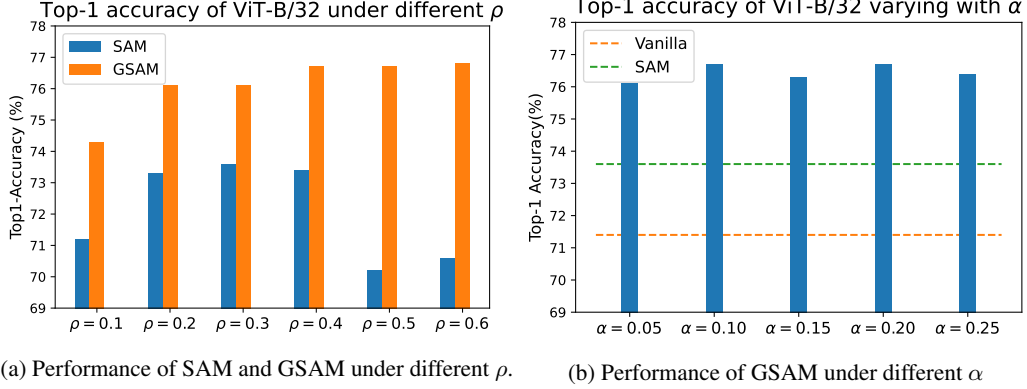 Top-1 accuracy of ViT-B/32 under different ρ
78
77
76
75
74
73
72
71
70
69
Top1-Accuracy (%)
SAM
GSAM
ρ = 0.1 ρ = 0.2 ρ = 0.3 ρ = 0.4 ρ = 0.5 ρ = 0.6
(a) Performance of SAM and GSAM under different ρ.
Top-1 accuracy of ViT-B/32 varying with α
78
77
76
75
74
73
72
71
70
69
Top-1 Accuracy(%)
Vanilla
SAM
α = 0.05 α = 0.10 α = 0.15 α = 0.20 α = 0.25
(b) Performance of GSAM under different α